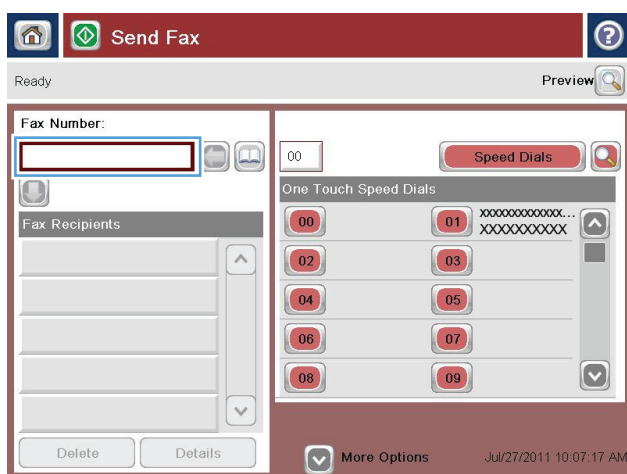 Send Fax
Ready
Preview
Fax Number:
00
Speed Dials
One Touch Speed Dials
00
01 XXXXXXXXXXXX...
XXXXXXXXXX
Fax Recipients
02
03
04
05
06
07
08
09
Delete
Details
More Options
Jul/27/2011 10:07:17 AM